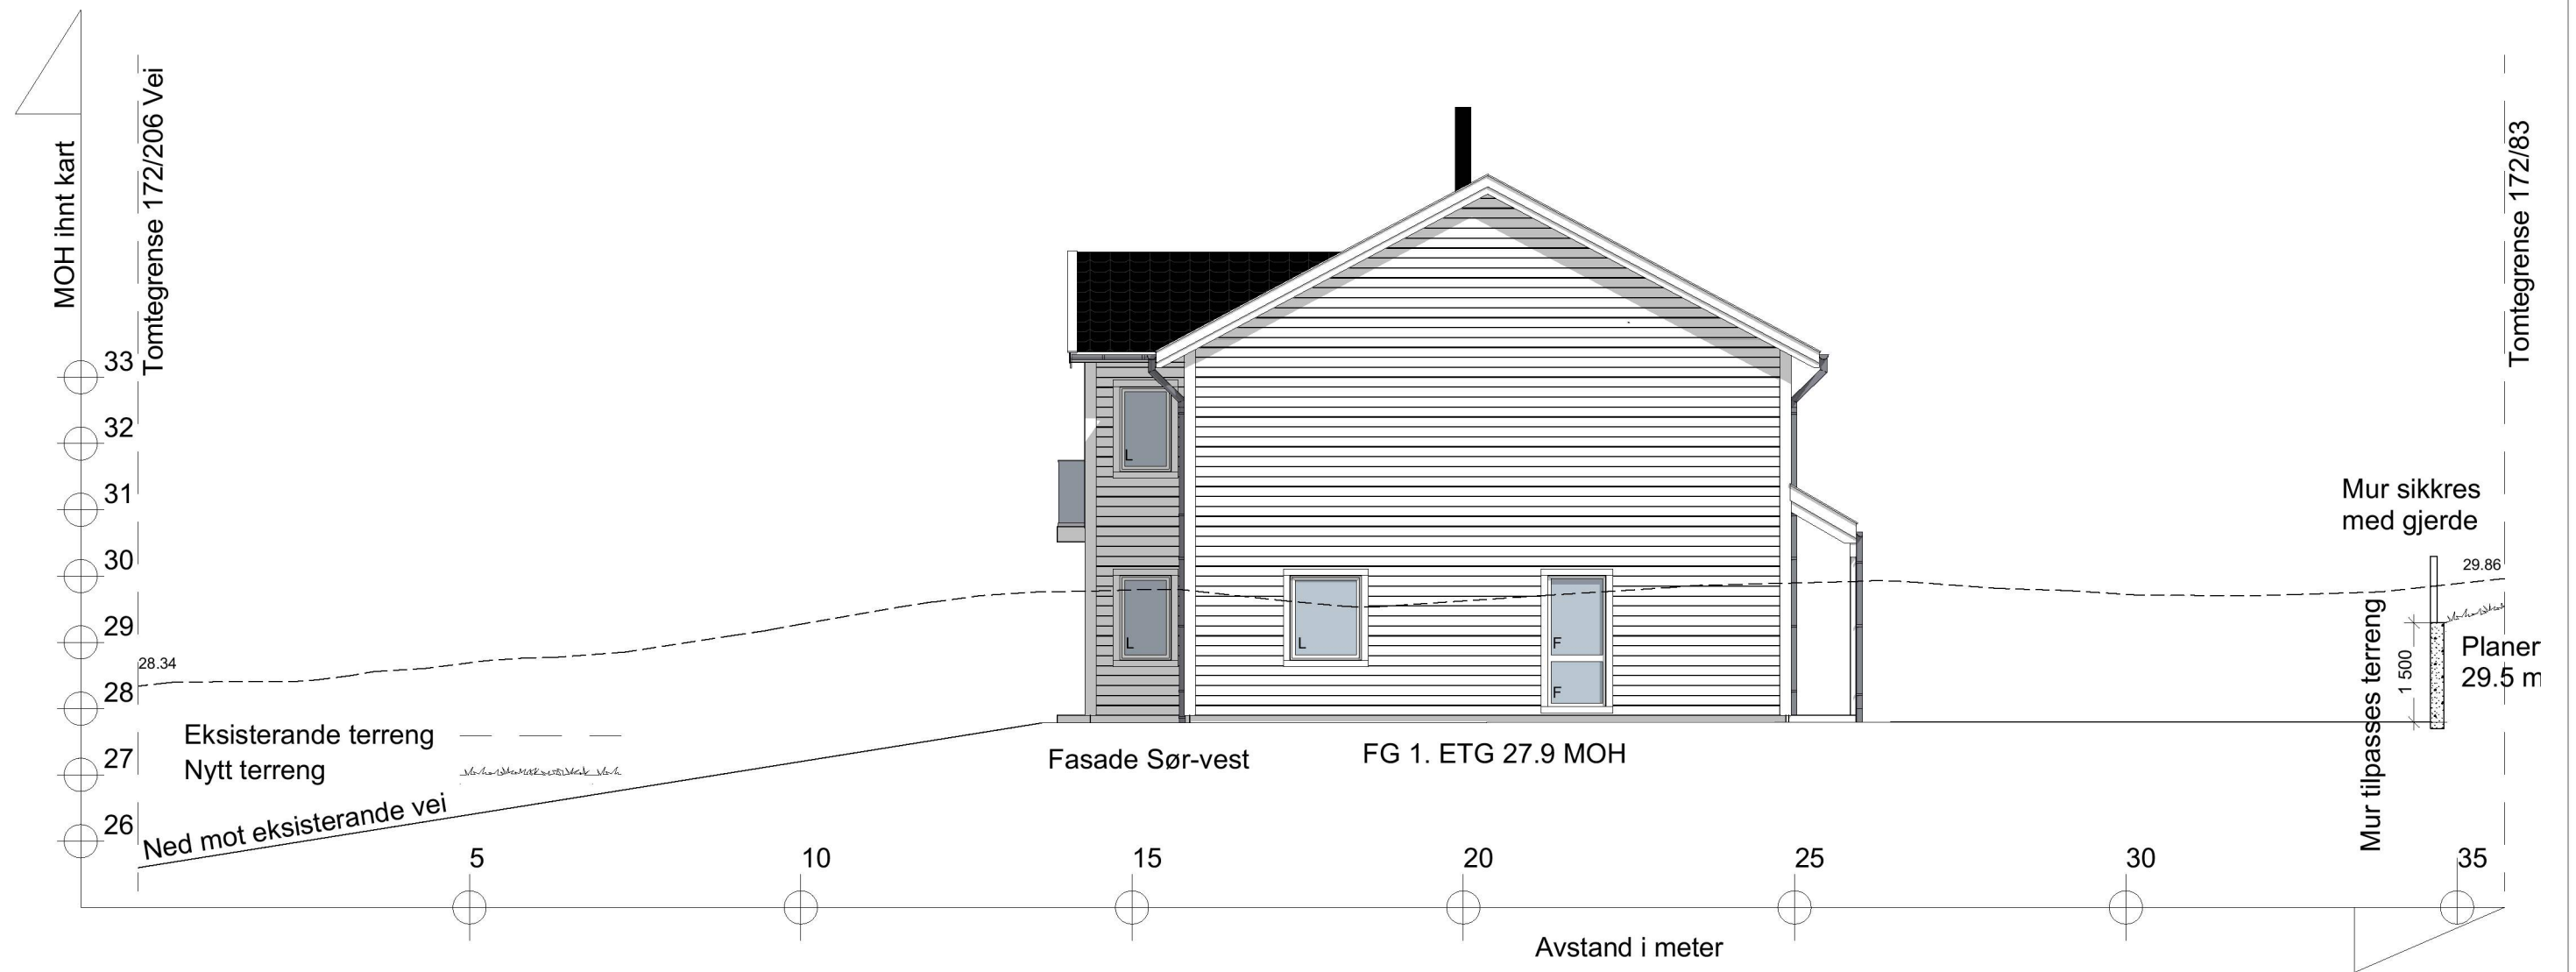 MOH ihnt kart
Tomtegrense 172/206 Vei
Tomtegrense 172/83
33
32
31
30
29
28
27
26
28.34
Eksisterande terreng
Nytt terreng
Ned mot eksisterande vei
L
L
L
F
F
Fasade Sør-vest
FG 1. ETG 27.9 MOH
Mur sikkres
med gjerde
29.86
Mur tilpasses terreng
1 500
Planer
29.5 m
5
10
15
20
25
30
35
Avstand i meter